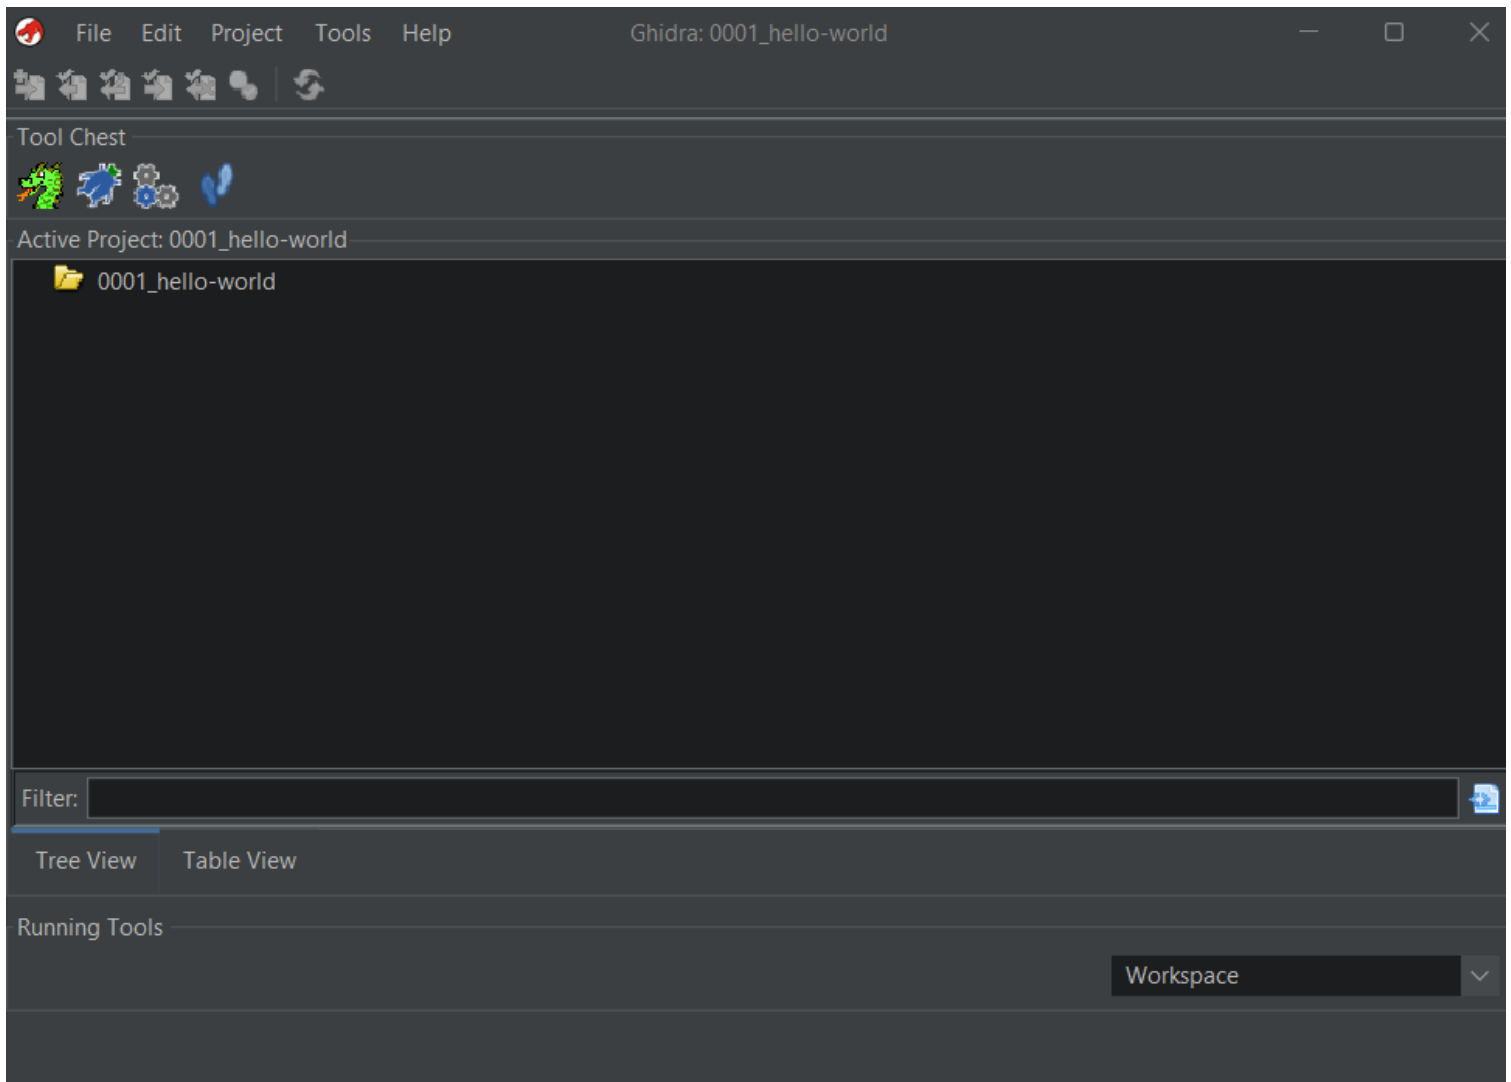 File Edit Project Tools Help Ghidra: 0001_hello-world
Tool Chest
Active Project: 0001_hello-world
0001_hello-world
Filter:
Tree View Table View
Running Tools
Workspace